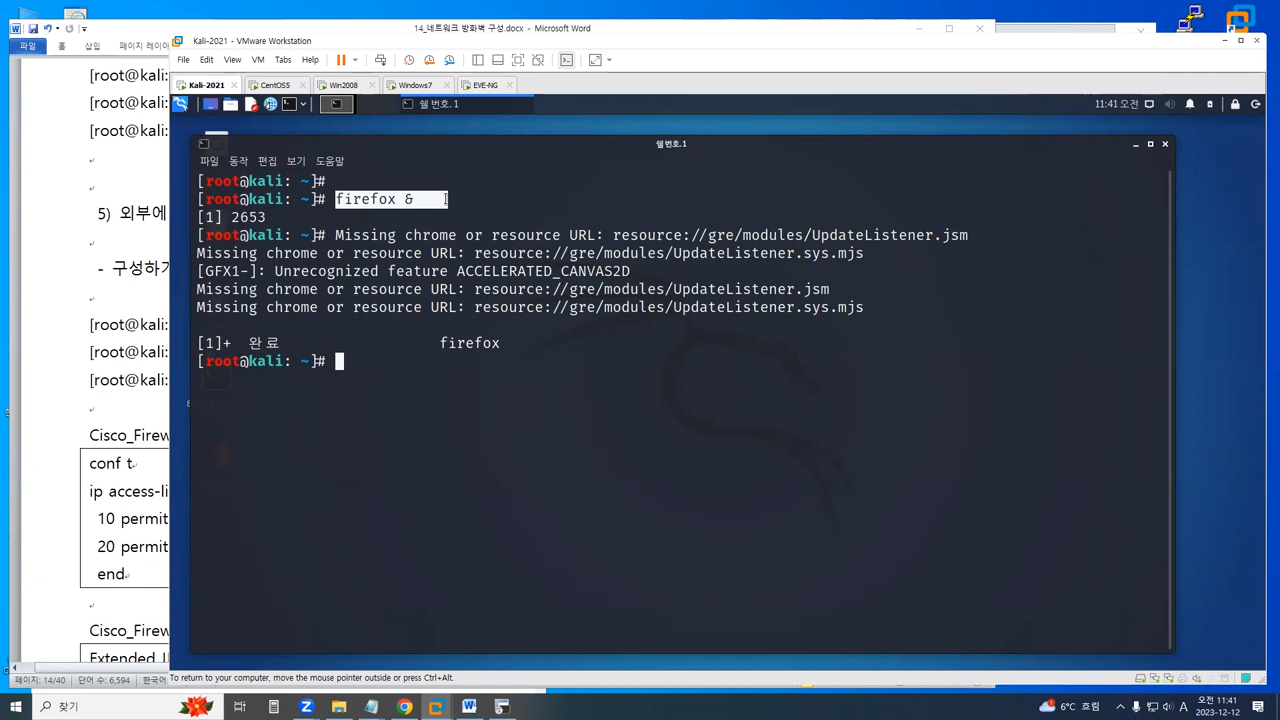 14_네트워크 방화벽 구성.docx - Microsoft Word
파일 홈 삽입 페이지 레이아
Kali-2021 - VMware Workstation
File Edit View VM Tabs Help
Kali-2021 CentOS5 Win2008 Windows7 EVE-NG
쉘 번호.1 11:41 오전
쉘 번호.1
파일 동작 편집 보기 도움말
[root@kali: ~]#
[root@kali: ~]# firefox &
[1] 2653
[root@kali: ~]# Missing chrome or resource URL: resource://gre/modules/UpdateListener.jsm
Missing chrome or resource URL: resource://gre/modules/UpdateListener.sys.mjs
[GFX1-]: Unrecognized feature ACCELERATED_CANVAS2D
Missing chrome or resource URL: resource://gre/modules/UpdateListener.jsm
Missing chrome or resource URL: resource://gre/modules/UpdateListener.sys.mjs
[1]+ 완료 firefox
[root@kali: ~]#
[root@kali:
[root@kali:
[root@kali:
5) 외부에
- 구성하기
[root@kali:
[root@kali:
[root@kali:
Cisco_Firew
conf t
ip access-li
10 permit
20 permit
end
Cisco_Firew
Extended I
To return to your computer, move the mouse pointer outside or press Ctrl+Alt.
페이지: 14/40 단어 수: 6,594 한국어
찾기
6°C 흐림 A 오전 11:41
2023-12-12